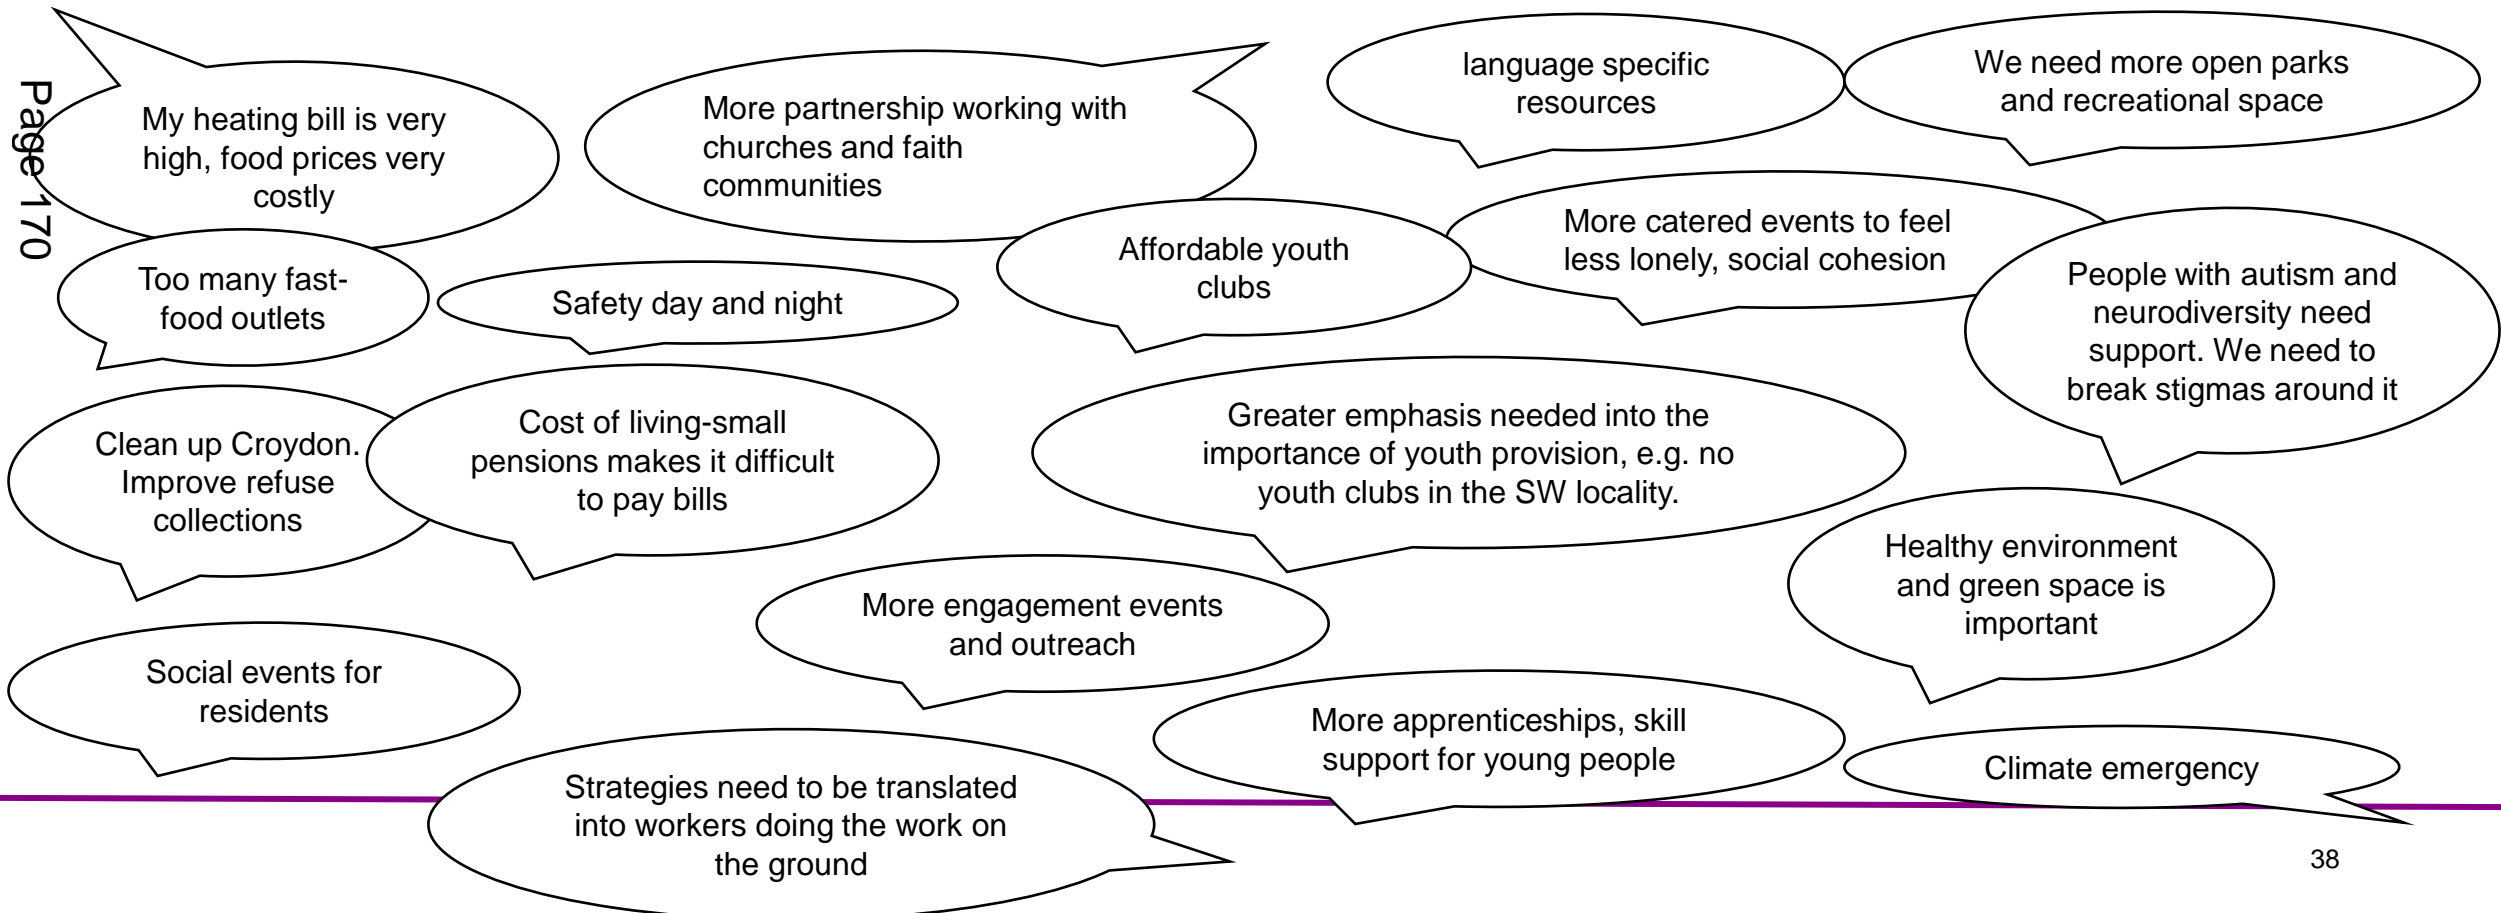 Page 170
My heating bill is very
high, food prices very
costly
More partnership working with
churches and faith
communities
language specific
resources
We need more open parks
and recreational space
Too many fast-
food outlets
Safety day and night
Affordable youth
clubs
More catered events to feel
less lonely, social cohesion
People with autism and
neurodiversity need
support. We need to
break stigmas around it
Clean up Croydon.
Improve refuse
collections
Cost of living-small
pensions makes it difficult
to pay bills
Greater emphasis needed into the
importance of youth provision, e.g. no
youth clubs in the SW locality.
Healthy environment
and green space is
important
More engagement events
and outreach
Social events for
residents
More apprenticeships, skill
support for young people
Climate emergency
Strategies need to be translated
into workers doing the work on
the ground
38